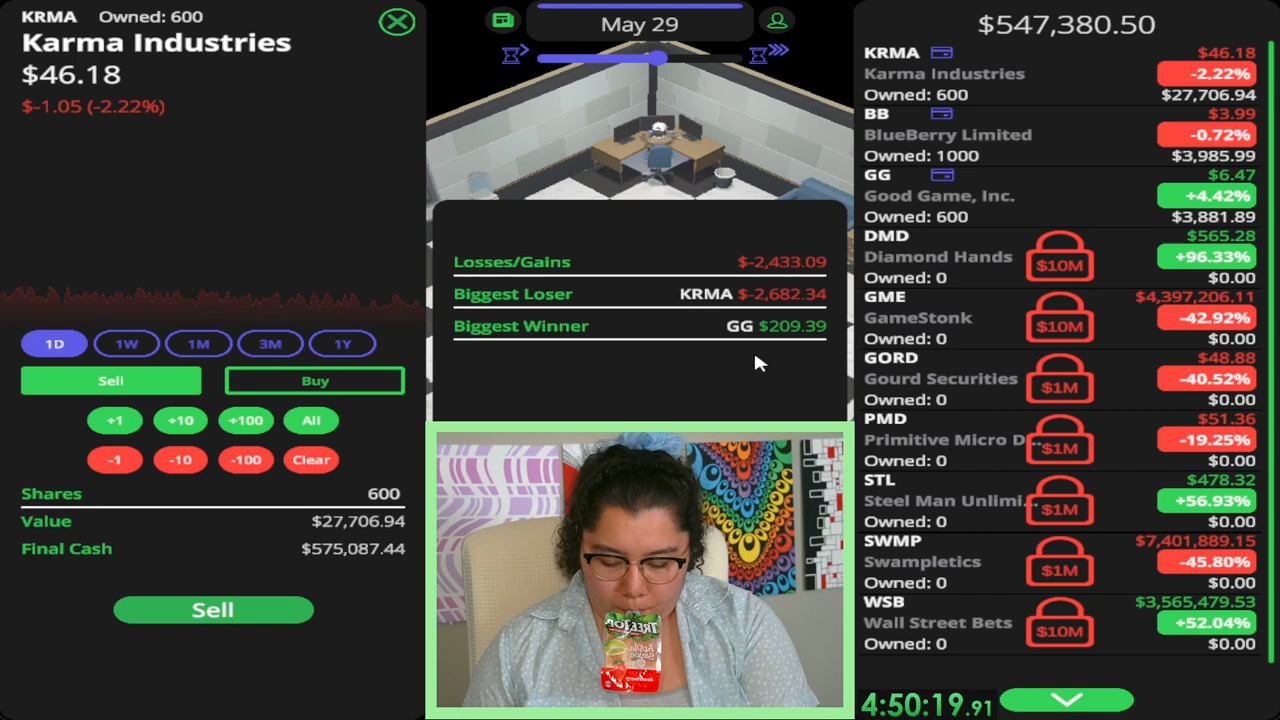 KRMA Owned: 600
Karma Industries
$46.18
$-1.05 (-2.22%)
1D 1W 1M 3M 1Y
Sell Buy
+1 +10 +100 All
-1 -10 -100 Clear
Shares 600
Value $27,706.94
Final Cash $575,087.44
Sell
May 29
Losses/Gains $-2,433.09
Biggest Loser KRMA $-2,682.34
Biggest Winner GG $209.39
$547,380.50
KRMA $46.18
Karma Industries -2.22%
Owned: 600 $27,706.94
BB $3.99
BlueBerry Limited -0.72%
Owned: 1000 $3,985.99
GG $6.47
Good Game, Inc. +4.42%
Owned: 600 $3,881.89
DMD $565.28
Diamond Hands $10M +96.33%
Owned: 0 $0.00
GME $4,397,206.11
GameStonk $10M -42.92%
Owned: 0 $0.00
GORD $48.88
Gourd Securities $1M -40.52%
Owned: 0 $0.00
PMD $51.36
Primitive Micro D... $1M -19.25%
Owned: 0 $0.00
STL $478.32
Steel Man Unlimi... $1M +56.93%
Owned: 0 $0.00
SWMP $7,401,889.15
Swampletics $1M -45.80%
Owned: 0 $0.00
WSB $3,565,479.53
Wall Street Bets $10M +52.04%
Owned: 0 $0.00
4:50:19.91